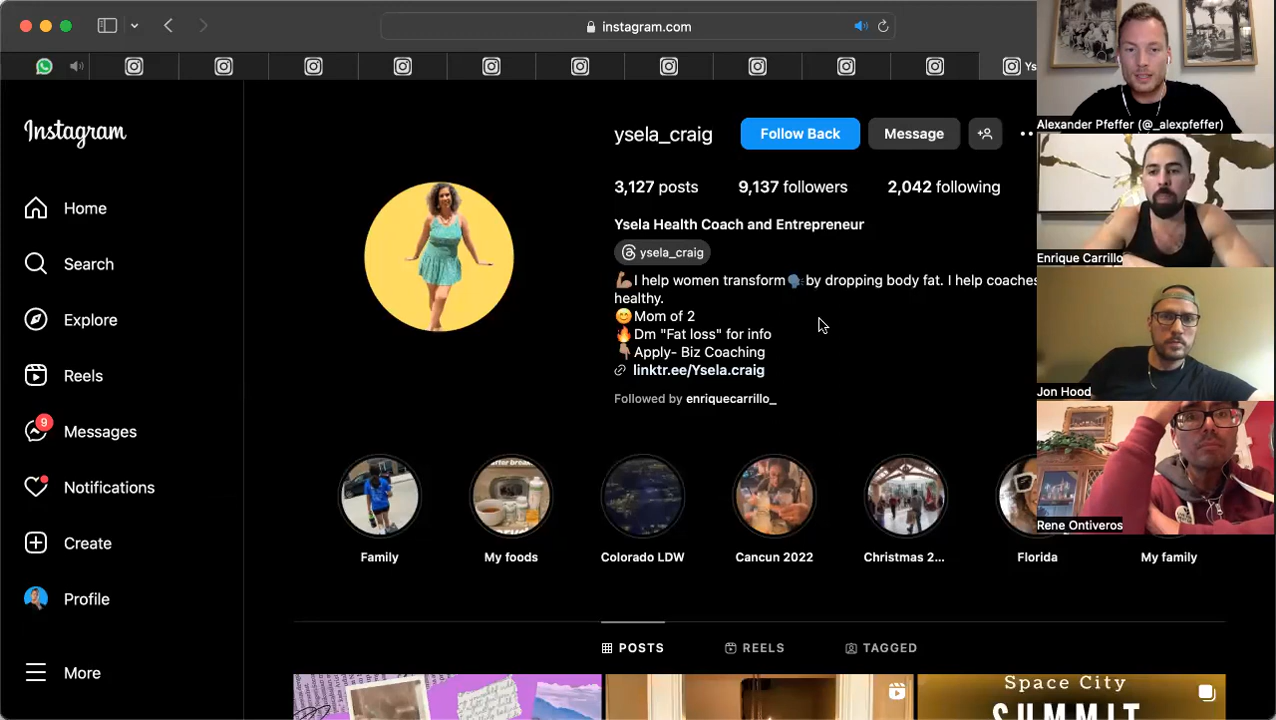 instagram.com
Ys
Instagram
Home
Search
Explore
Reels
9
Messages
Notifications
Create
Profile
More
ysela_craig
Follow Back
Message
3,127 posts
9,137 followers
2,042 following
Ysela Health Coach and Entrepreneur
ysela_craig
💪🏽I help women transform🗣️by dropping body fat. I help coaches
healthy.
😊Mom of 2
🔥Dm "Fat loss" for info
👇🏽Apply- Biz Coaching
linktr.ee/Ysela.craig
Followed by enriquecarrillo_
Family
My foods
Colorado LDW
Cancun 2022
Christmas 2...
Florida
My family
POSTS
REELS
TAGGED
Space City
SUMMIT
Alexander Pfeffer (@_alexpfeffer)
Enrique Carrillo
Jon Hood
Rene Ontiveros